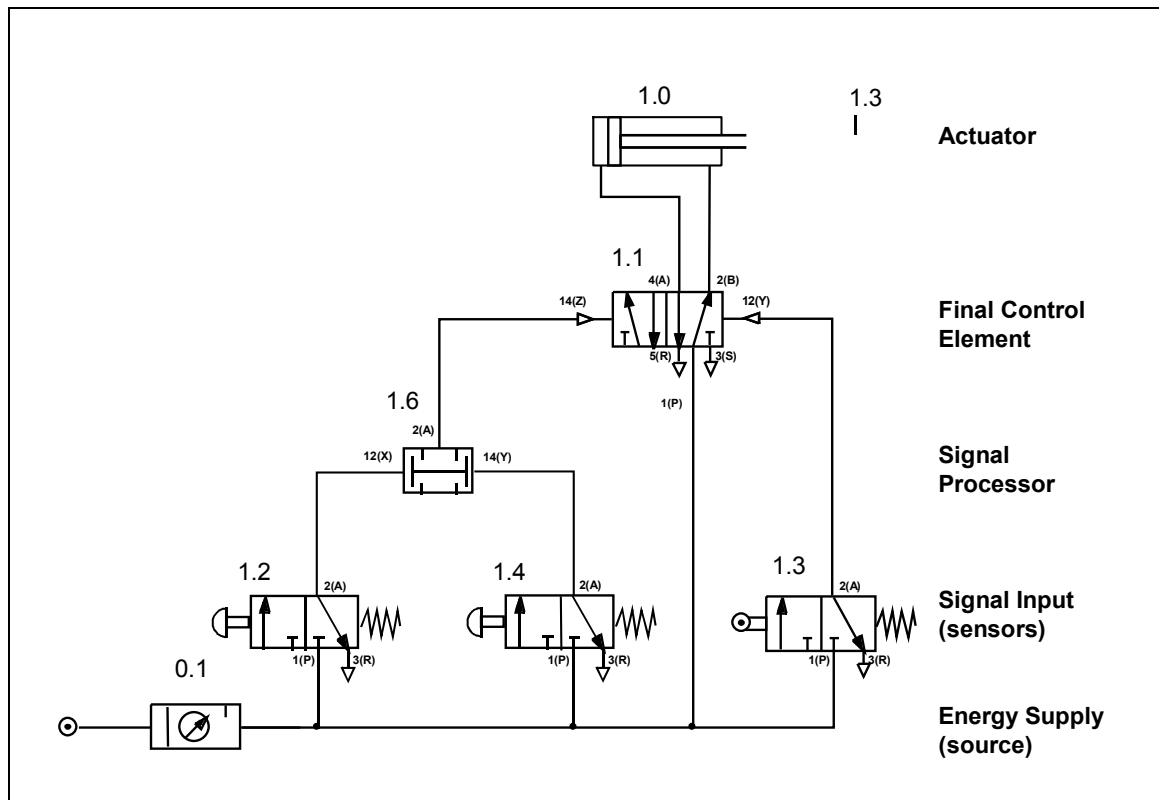 1.0
1.3
Actuator
1.1
4(A)
2(B)
14(Z)
12(Y)
Final Control
Element
5(R)
3(S)
1(P)
1.6
2(A)
12(X)
14(Y)
Signal
Processor
1.2
2(A)
1.4
2(A)
1.3
2(A)
Signal Input
(sensors)
1(P)
3(R)
1(P)
3(R)
1(P)
3(R)
0.1
Energy Supply
(source)